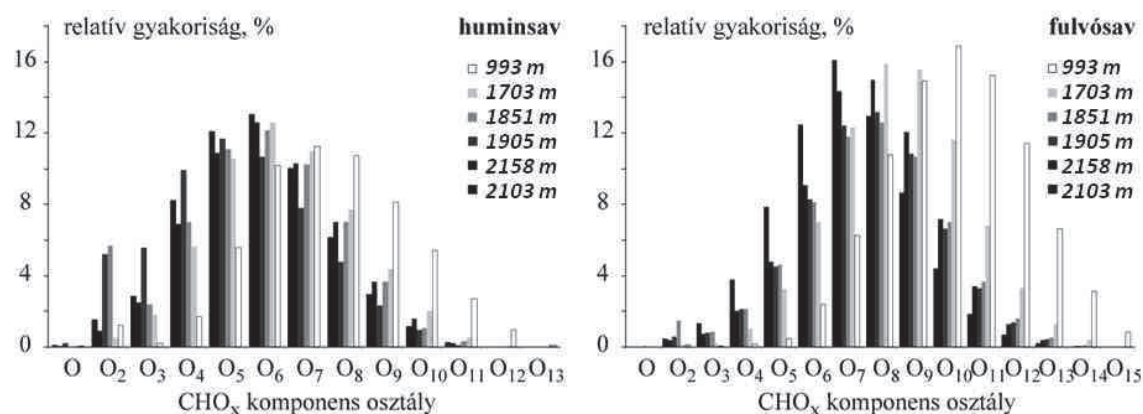 relatív gyakoriság, %
huminsav
16
12
8
4
0
993 m
1703 m
1851 m
1905 m
2158 m
2103 m
O O₂ O₃ O₄ O₅ O₆ O₇ O₈ O₉ O₁₀ O₁₁ O₁₂ O₁₃
CHOₓ komponens osztály
relatív gyakoriság, %
fulvósav
16
12
8
4
0
993 m
1703 m
1851 m
1905 m
2158 m
2103 m
O O₂ O₃ O₄ O₅ O₆ O₇ O₈ O₉ O₁₀ O₁₁ O₁₂ O₁₃ O₁₄ O₁₅
CHOₓ komponens osztály